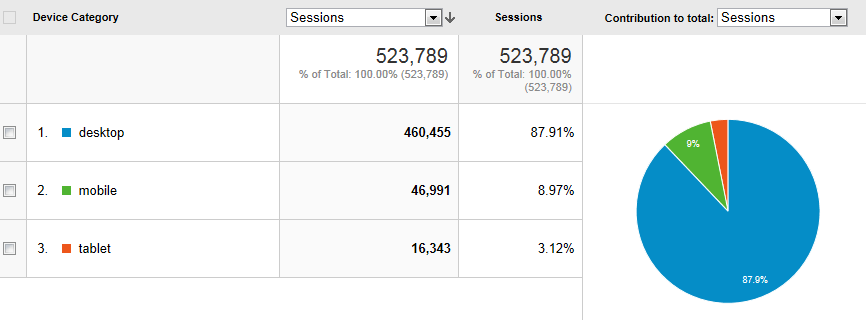 Device Category Sessions Sessions Contribution to total: Sessions
523,789 523,789
% of Total: 100.00% (523,789) % of Total: 100.00%
(523,789)
1. desktop 460,455 87.91%
9%
2. mobile 46,991 8.97%
3. tablet 16,343 3.12%
87.9%